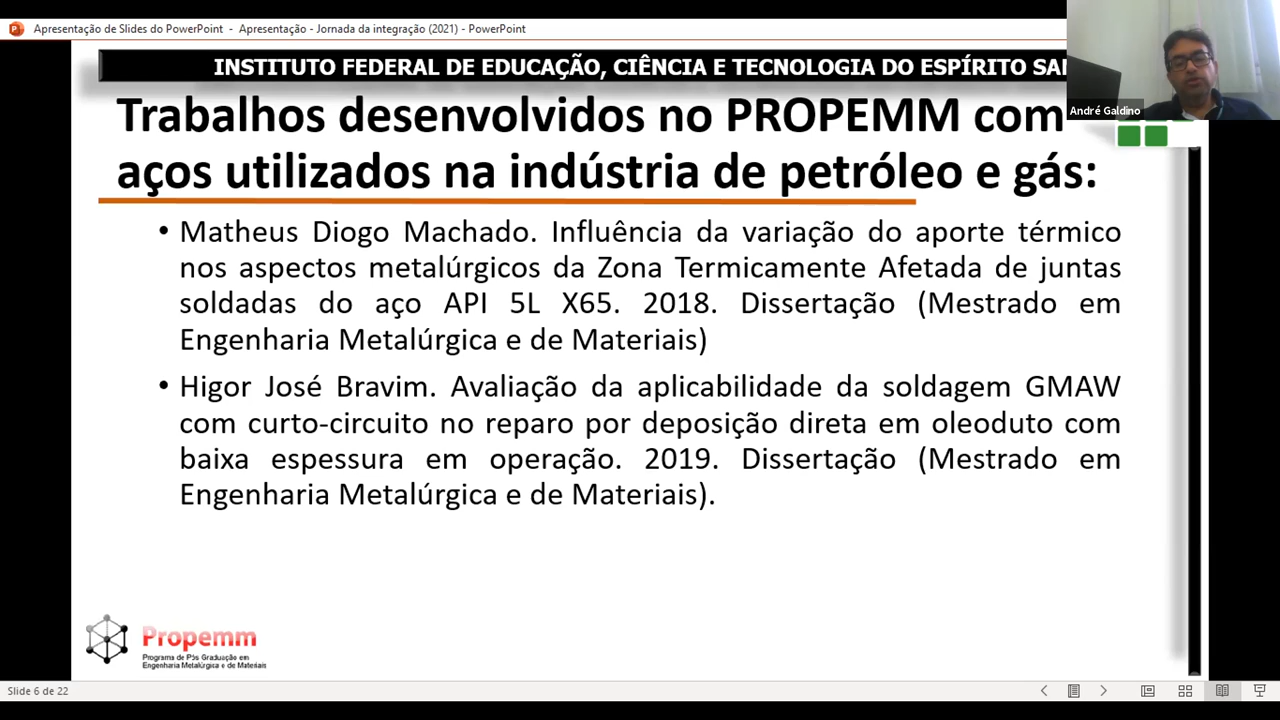 Apresentação de Slides do PowerPoint - Apresentação - Jornada da integração (2021) - PowerPoint
INSTITUTO FEDERAL DE EDUCAÇÃO, CIÊNCIA E TECNOLOGIA DO ESPÍRITO SAN
André Galdino
Trabalhos desenvolvidos no PROPEMM com
aços utilizados na indústria de petróleo e gás:
• Matheus Diogo Machado. Influência da variação do aporte térmico
nos aspectos metalúrgicos da Zona Termicamente Afetada de juntas
soldadas do aço API 5L X65. 2018. Dissertação (Mestrado em
Engenharia Metalúrgica e de Materiais)
• Higor José Bravim. Avaliação da aplicabilidade da soldagem GMAW
com curto-circuito no reparo por deposição direta em oleoduto com
baixa espessura em operação. 2019. Dissertação (Mestrado em
Engenharia Metalúrgica e de Materiais).
Propemm
Programa de Pós Graduação em
Engenharia Metalúrgica e de Materiais
Slide 6 de 22